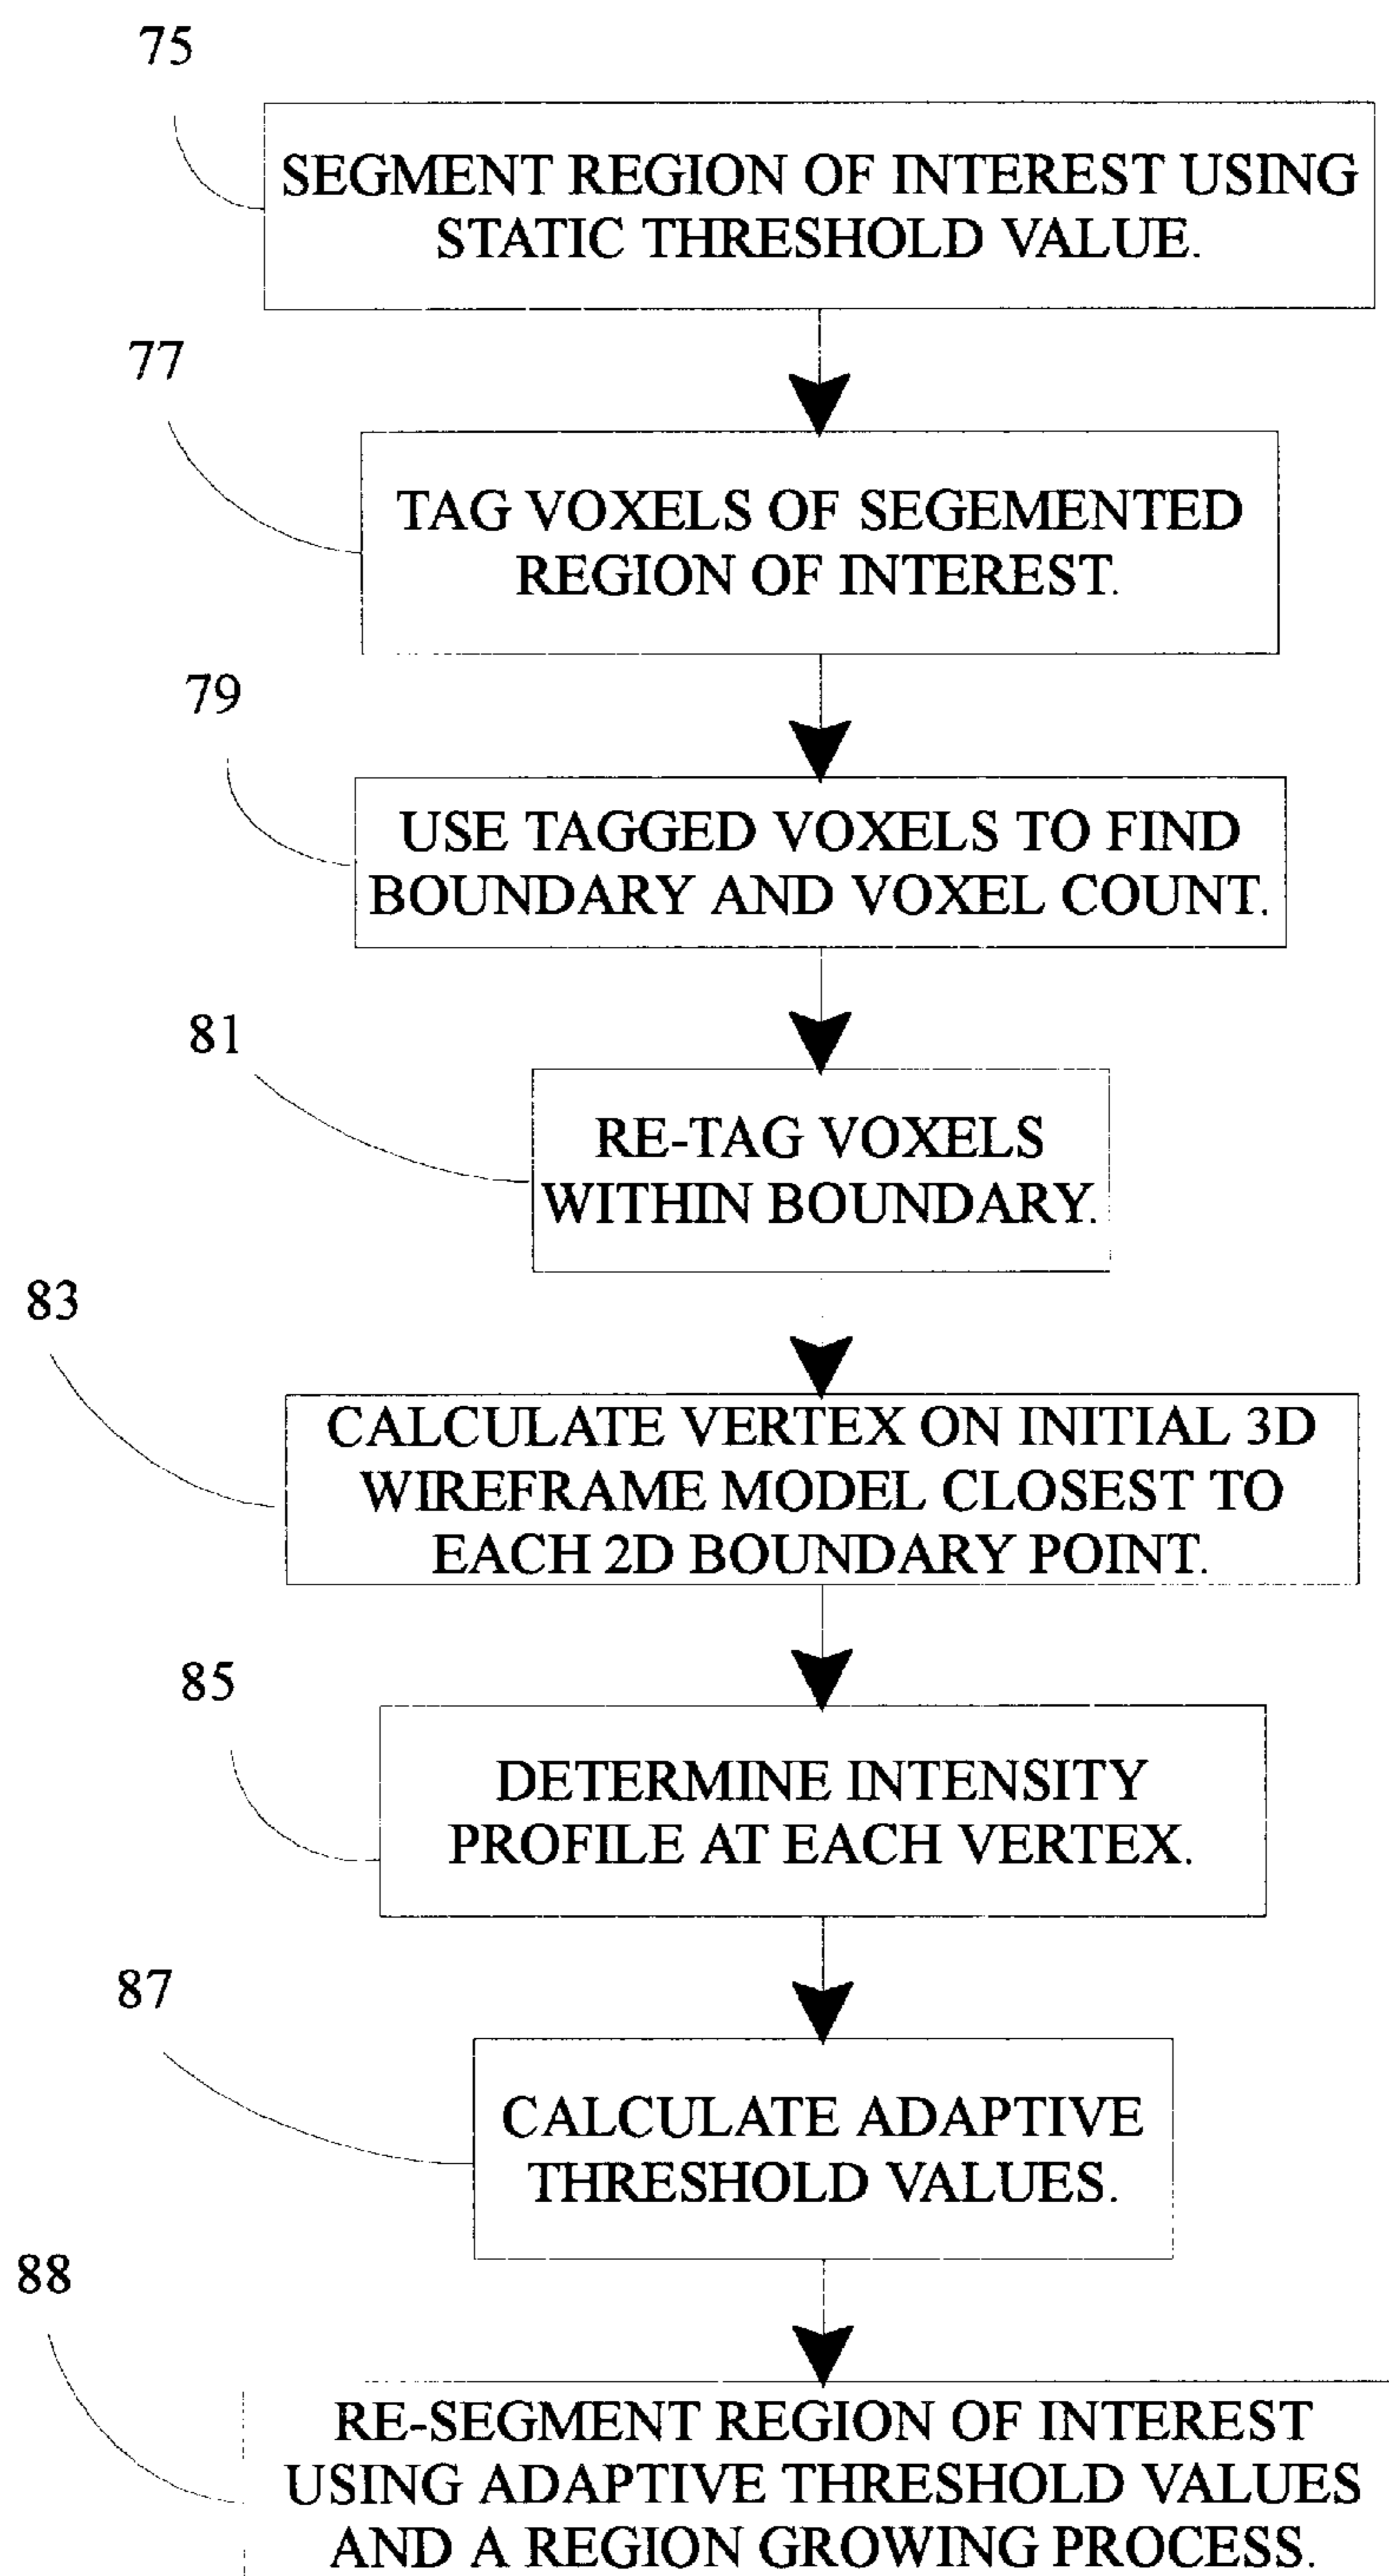 75
SEGMENT REGION OF INTEREST USING
STATIC THRESHOLD VALUE.
77
TAG VOXELS OF SEGEMENTED
REGION OF INTEREST.
79
USE TAGGED VOXELS TO FIND
BOUNDARY AND VOXEL COUNT.
81
RE-TAG VOXELS
WITHIN BOUNDARY.
83
CALCULATE VERTEX ON INITIAL 3D
WIREFRAME MODEL CLOSEST TO
EACH 2D BOUNDARY POINT.
85
DETERMINE INTENSITY
PROFILE AT EACH VERTEX.
87
CALCULATE ADAPTIVE
THRESHOLD VALUES.
88
RE-SEGMENT REGION OF INTEREST
USING ADAPTIVE THRESHOLD VALUES
AND A REGION GROWING PROCESS.